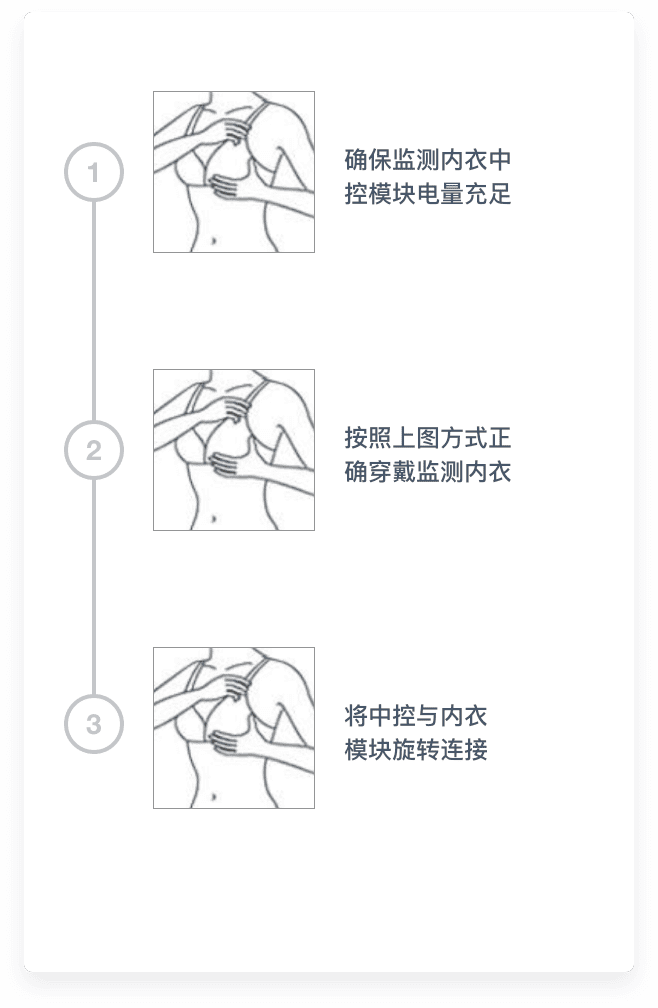 1
确保监测内衣中
控模块电量充足
2
按照上图方式正
确穿戴监测内衣
3
将中控与内衣
模块旋转连接